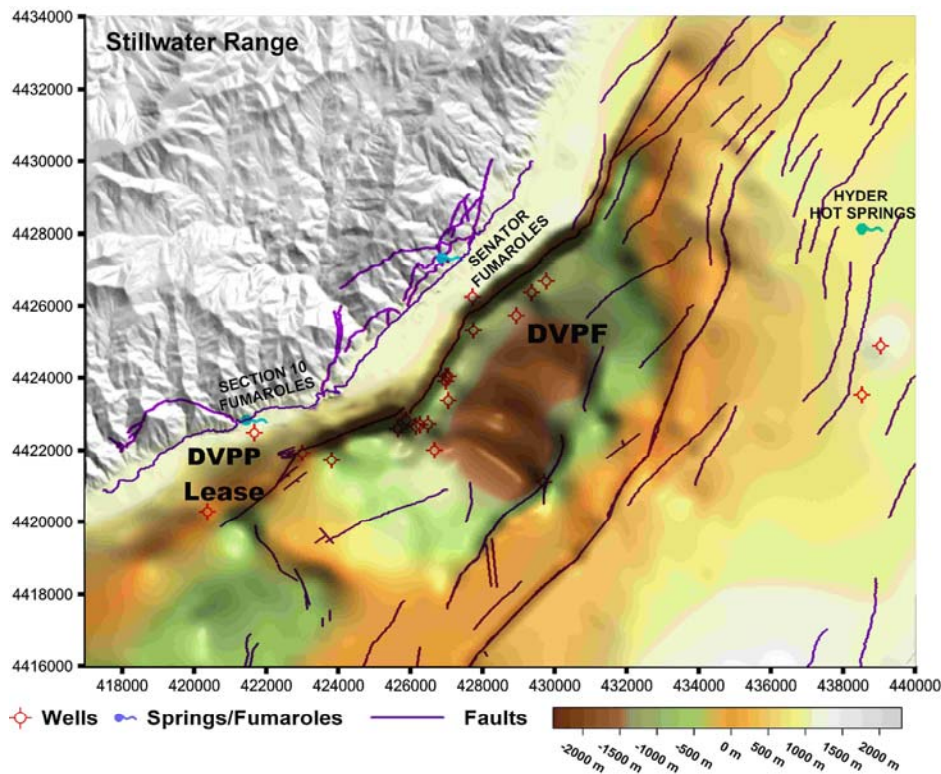 4434000
Stillwater Range
4432000
4430000
4428000
4426000
4424000
4422000
4420000
4418000
4416000
HYDER
HOT SPRINGS
SENATOR
FUMAROLES
DVPF
SECTION 10
FUMAROLES
DVPP
Lease
418000 420000 422000 424000 426000 428000 430000 432000 434000 436000 438000 440000
Wells Springs/Fumaroles Faults
-2000 m -1500 m -1000 m -500 m 0 m 500 m 1000 m 1500 m 2000 m